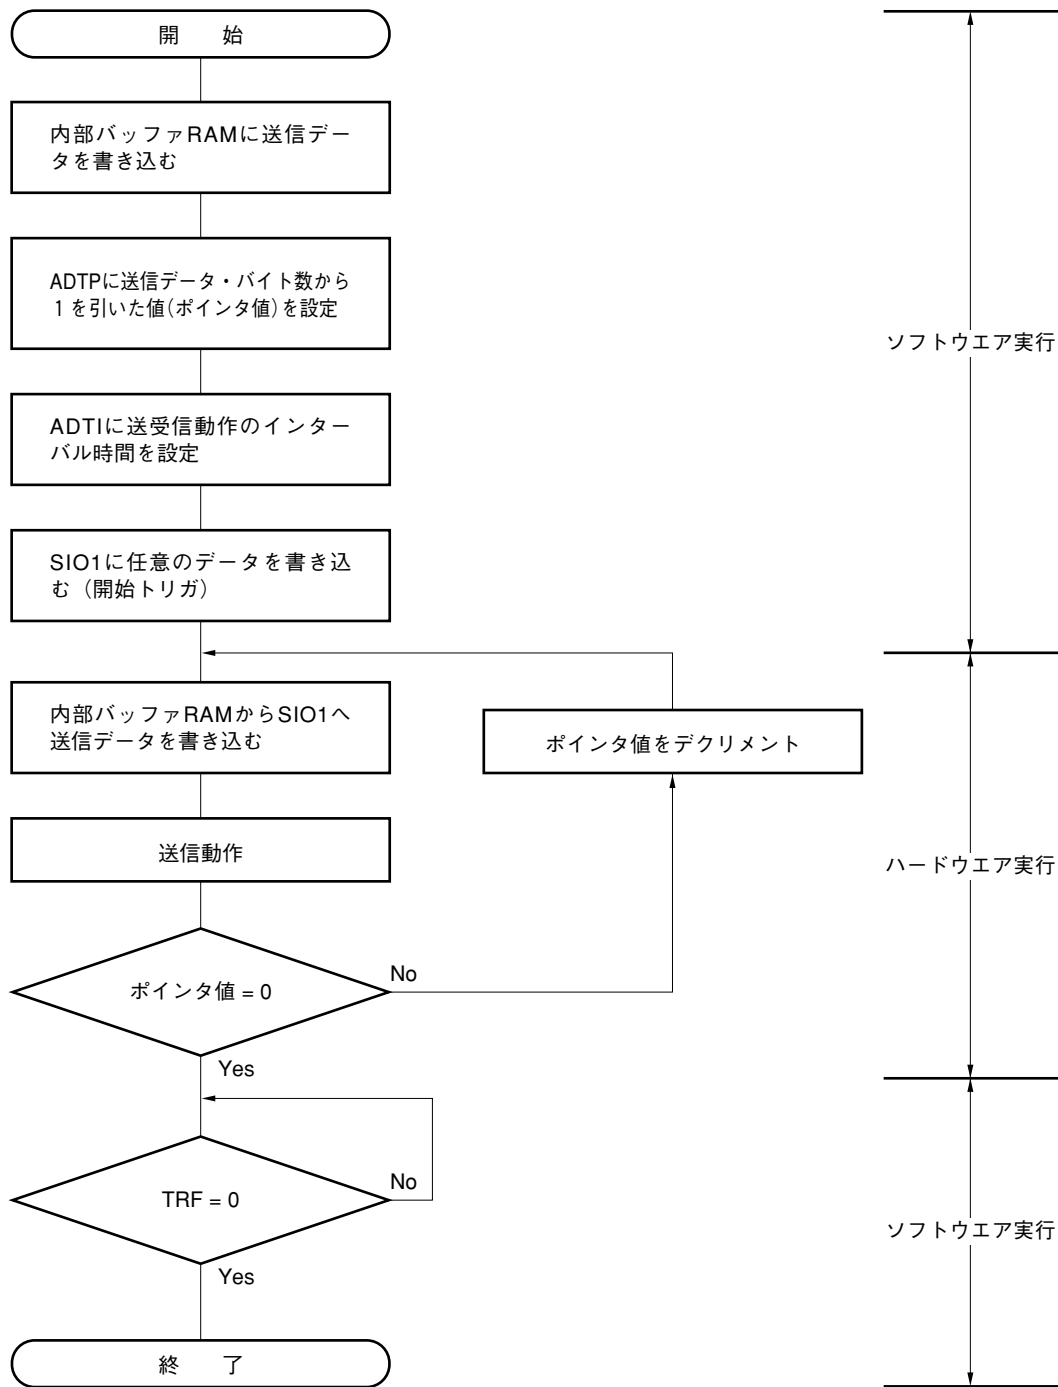 開　始
内部バッファRAMに送信デー
タを書き込む
ADTPに送信データ・バイト数から
1を引いた値(ポインタ値)を設定
ソフトウエア実行
ADTIに送受信動作のインター
バル時間を設定
SIO1に任意のデータを書き込
む（開始トリガ）
内部バッファRAMからSIO1へ
送信データを書き込む
ポインタ値をデクリメント
送信動作
ハードウエア実行
ポインタ値 = 0
No
Yes
TRF = 0
No
ソフトウエア実行
Yes
終　了